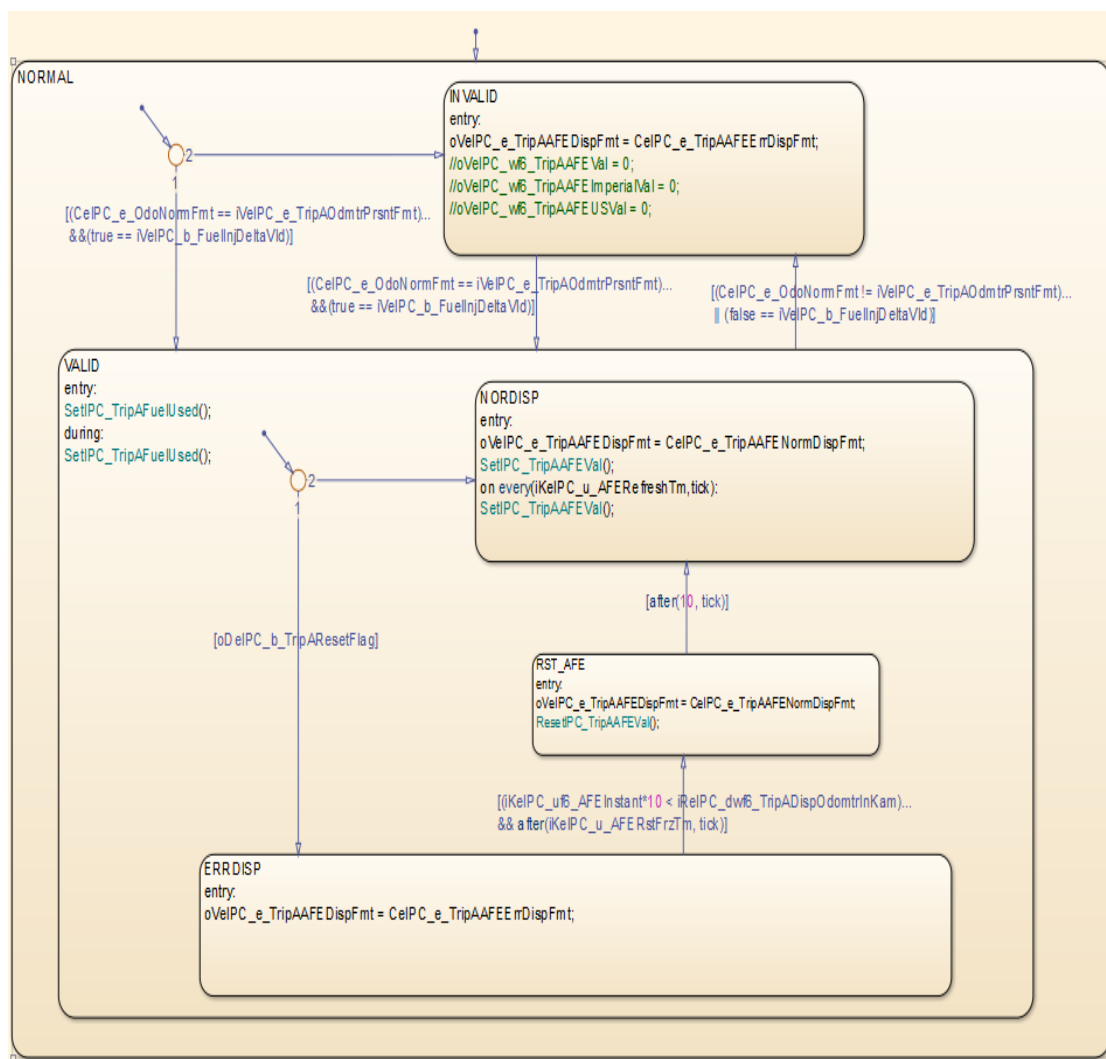 NORMAL
INVALID
entry:
oVeIPC_e_TripAAFEDispFmt = CeIPC_e_TripAAFEErrDispFmt;
//oVeIPC_wf6_TripAAFEVal = 0;
//oVeIPC_wf6_TripAAFEImperialVal = 0;
//oVeIPC_wf6_TripAAFEUSVal = 0;
2
1
[(CeIPC_e_OdoNormFmt == iVeIPC_e_TripAOdmtrPrsntFmt)...
&&(true == iVeIPC_b_FuelInjDeltaVld)]
[(CeIPC_e_OdoNormFmt == iVeIPC_e_TripAOdmtrPrsntFmt)...
&&(true == iVeIPC_b_FuelInjDeltaVld)]
[(CeIPC_e_OdoNormFmt != iVeIPC_e_TripAOdmtrPrsntFmt)...
|| (false == iVeIPC_b_FuelInjDeltaVld)]
VALID
entry:
SetIPC_TripAFuelUsed();
during:
SetIPC_TripAFuelUsed();
NORDISP
entry:
oVeIPC_e_TripAAFEDispFmt = CeIPC_e_TripAAFENormDispFmt;
SetIPC_TripAAFEVal();
on every(iKeIPC_u_AFERefreshTm,tick):
SetIPC_TripAAFEVal();
2
1
[after(10, tick)]
[oDeIPC_b_TripAResetFlag]
RST_AFE
entry:
oVeIPC_e_TripAAFEDispFmt = CeIPC_e_TripAAFENormDispFmt;
ResetIPC_TripAAFEVal();
[(iKeIPC_uf6_AFEInstant*10 < iReIPC_dwf6_TripADispOdomtrInKam)...
&& after(iKeIPC_u_AFERstFrzTm, tick)]
ERRDISP
entry:
oVeIPC_e_TripAAFEDispFmt = CeIPC_e_TripAAFEErrDispFmt;